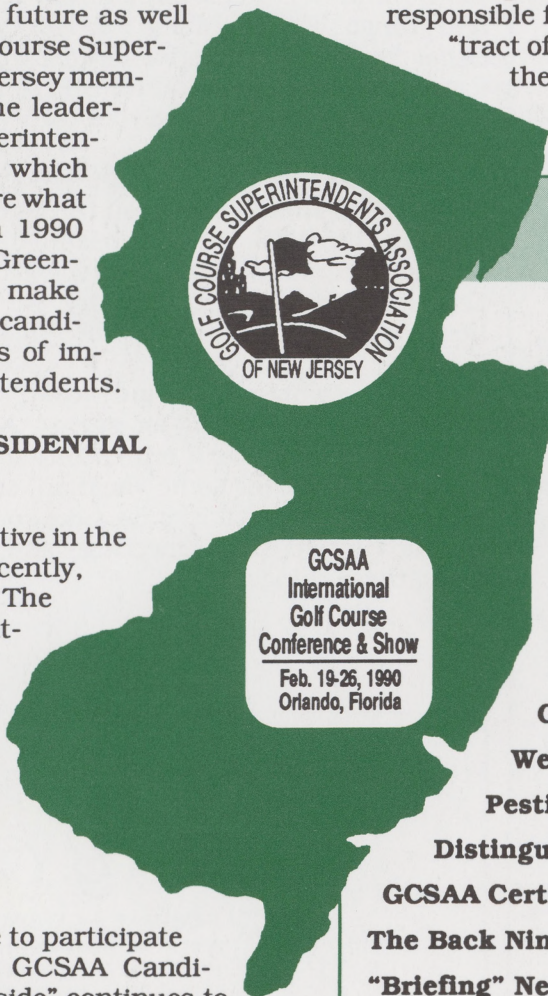 future as well
ourse Super-
ersey mem-
e leader-
erinten-
which
re what
1990
Green-
make
candi-
s of im-
tendents.
SIDENTIAL
tive in the
cently,
The
t-
to participate
GCSAA Candi-
side" continues to
responsible f
"tract of
the
GOLF COURSE SUPERINTENDENTS ASSOCIATION
OF NEW JERSEY
GCSAA
International
Golf Course
Conference & Show
Feb. 19-26, 1990
Orlando, Florida
We
Pesti
Distingu
GCSAA Cert
The Back Nin
"Briefing" Ne